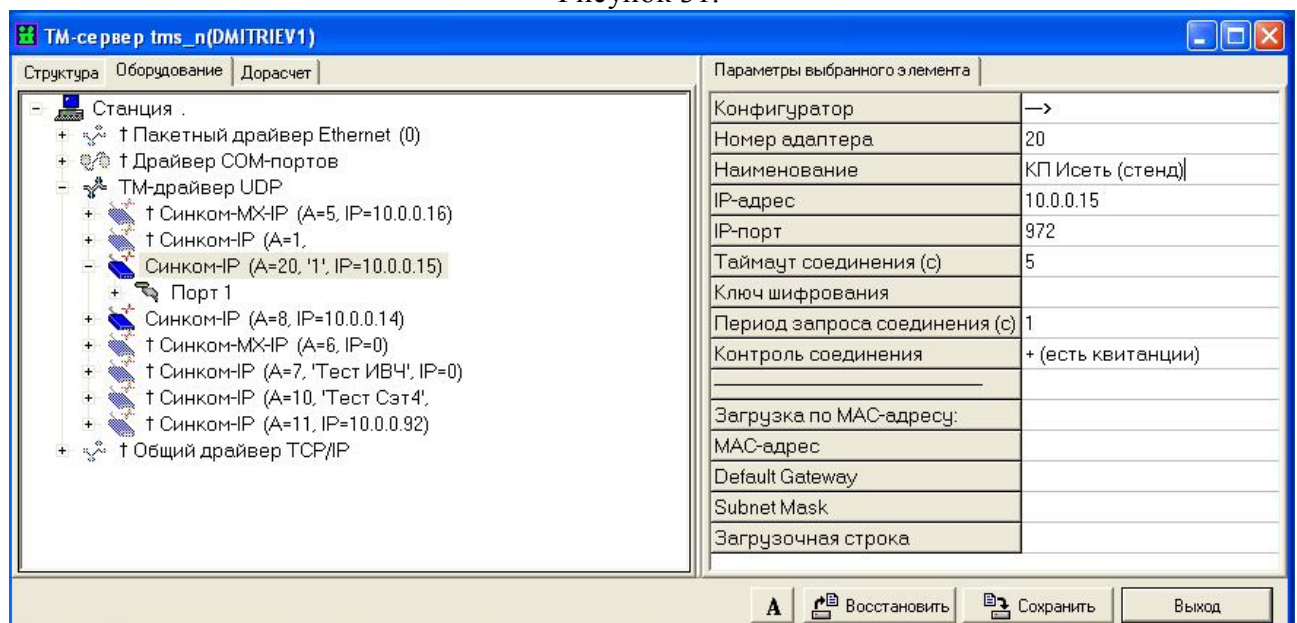 Рисунок 31.
ТМ-сервер tms_n(DMITRIEV1)
Структура Оборудование Дорасчет
Станция .
† Пакетный драйвер Ethernet (0)
† Драйвер COM-портов
ТМ-драйвер UDP
† Синком-MX-IP (A=5, IP=10.0.0.16)
† Синком-IP (A=1,
Синком-IP (A=20, '1', IP=10.0.0.15)
Порт 1
Синком-IP (A=8, IP=10.0.0.14)
† Синком-MX-IP (A=6, IP=0)
† Синком-IP (A=7, 'Тест ИВЧ', IP=0)
† Синком-IP (A=10, 'Тест Сэт4',
† Синком-IP (A=11, IP=10.0.0.92)
† Общий драйвер TCP/IP
Параметры выбранного элемента
Конфигуратор —>
Номер адаптера 20
Наименование КП Исеть (стенд)
IP-адрес 10.0.0.15
IP-порт 972
Таймаут соединения (с) 5
Ключ шифрования
Период запроса соединения (с) 1
Контроль соединения + (есть квитанции)
Загрузка по MAC-адресу:
MAC-адрес
Default Gateway
Subnet Mask
Загрузочная строка
A Восстановить Сохранить Выход